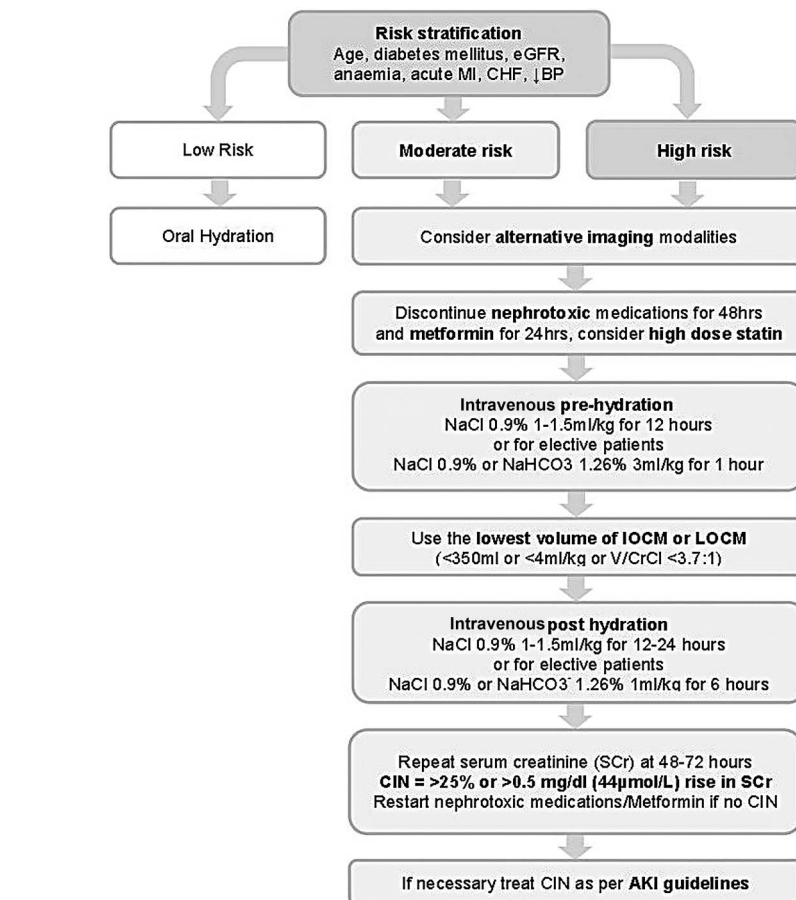 Risk stratification
Age, diabetes mellitus, eGFR,
anaemia, acute MI, CHF, ↓BP
Low Risk
Moderate risk
High risk
Oral Hydration
Consider alternative imaging modalities
Discontinue nephrotoxic medications for 48hrs
and metformin for 24hrs, consider high dose statin
Intravenous pre-hydration
NaCl 0.9% 1-1.5ml/kg for 12 hours
or for elective patients
NaCl 0.9% or NaHCO3 1.26% 3ml/kg for 1 hour
Use the lowest volume of IOCM or LOCM
(<350ml or <4ml/kg or V/CrCl <3.7:1)
Intravenous post hydration
NaCl 0.9% 1-1.5ml/kg for 12-24 hours
or for elective patients
NaCl 0.9% or NaHCO3⁻ 1.26% 1ml/kg for 6 hours
Repeat serum creatinine (SCr) at 48-72 hours
CIN = >25% or >0.5 mg/dl (44µmol/L) rise in SCr
Restart nephrotoxic medications/Metformin if no CIN
If necessary treat CIN as per AKI guidelines